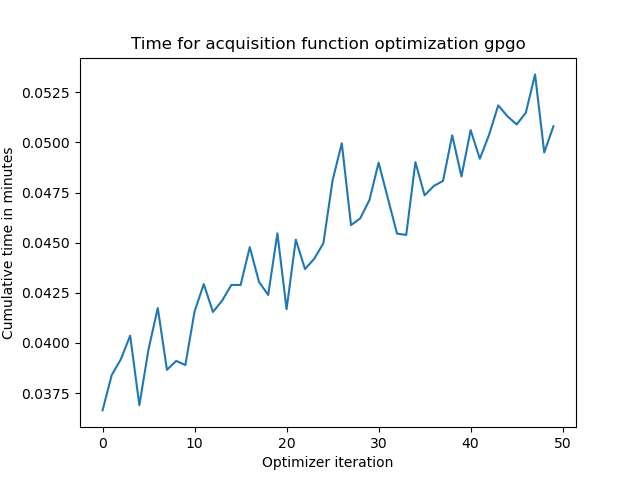 Time for acquisition function optimization gpgo
Cumulative time in minutes
0.0525
0.0500
0.0475
0.0450
0.0425
0.0400
0.0375
0 10 20 30 40 50
Optimizer iteration